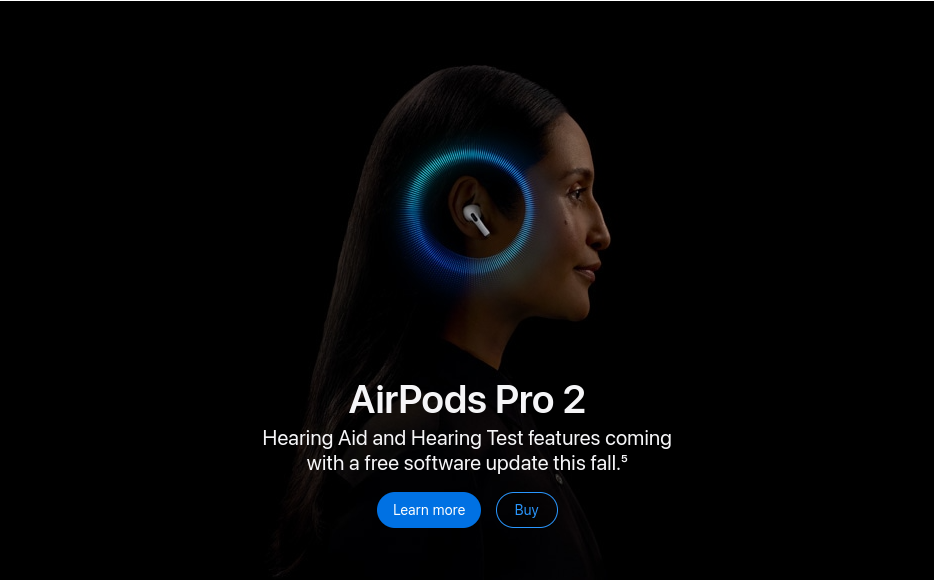 AirPods Pro 2
Hearing Aid and Hearing Test features coming
with a free software update this fall.⁵
Learn more
Buy